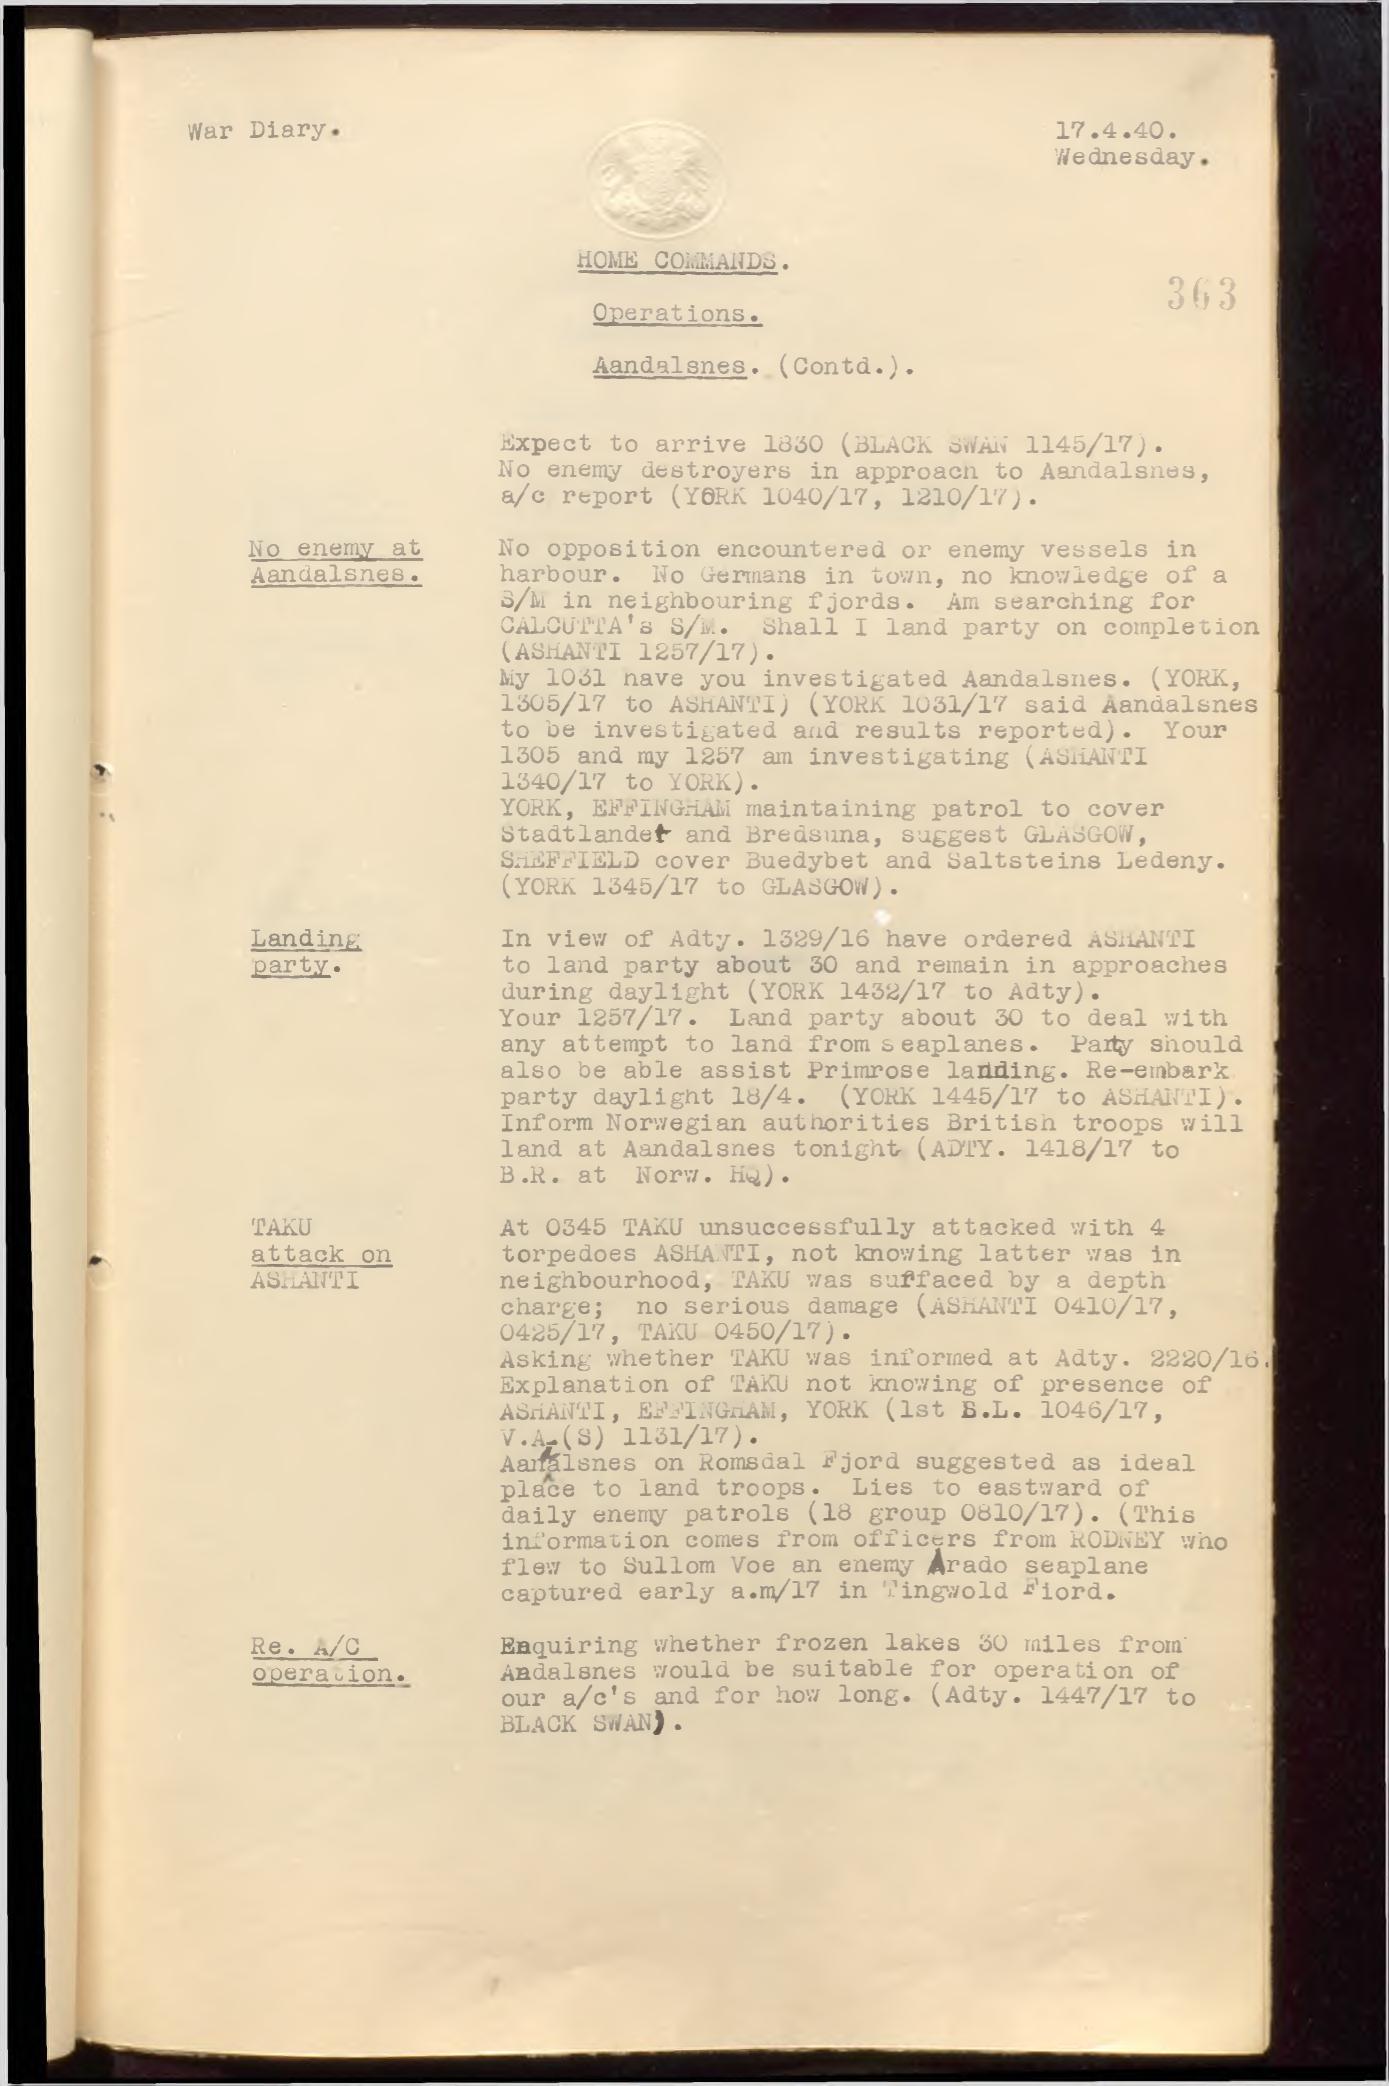 War Diary.
17.4.40.
Wednesday.
HOME COMMANDS.
363
Operations.
Aandalsnes. (Contd.).
Expect to arrive 1830 (BLACK SWAN 1145/17).
No enemy destroyers in approach to Aandalsnes,
a/c report (YORK 1040/17, 1210/17).
No enemy at
Aandalsnes.
No opposition encountered or enemy vessels in
harbour. No Germans in town, no knowledge of a
S/M in neighbouring fjords. Am searching for
CALCUTTA's S/M. Shall I land party on completion
(ASHANTI 1257/17).
My 1031 have you investigated Aandalsnes. (YORK,
1305/17 to ASHANTI) (YORK 1031/17 said Aandalsnes
to be investigated and results reported). Your
1305 and my 1257 am investigating (ASHANTI
1340/17 to YORK).
YORK, EFFINGHAM maintaining patrol to cover
Stadtlandet and Bredsuna, suggest GLASGOW,
SHEFFIELD cover Buedybet and Saltsteins Ledeny.
(YORK 1345/17 to GLASGOW).
Landing
party.
In view of Adty. 1329/16 have ordered ASHANTI
to land party about 30 and remain in approaches
during daylight (YORK 1432/17 to Adty).
Your 1257/17. Land party about 30 to deal with
any attempt to land from seaplanes. Party should
also be able assist Primrose landing. Re-embark
party daylight 18/4. (YORK 1445/17 to ASHANTI).
Inform Norwegian authorities British troops will
land at Aandalsnes tonight (ADTY. 1418/17 to
B.R. at Norw. HQ).
TAKU
attack on
ASHANTI
At 0345 TAKU unsuccessfully attacked with 4
torpedoes ASHANTI, not knowing latter was in
neighbourhood, TAKU was surfaced by a depth
charge; no serious damage (ASHANTI 0410/17,
0425/17, TAKU 0450/17).
Asking whether TAKU was informed at Adty. 2220/16.
Explanation of TAKU not knowing of presence of
ASHANTI, EFFINGHAM, YORK (1st S.L. 1046/17,
V.A.(S) 1131/17).
Aandalsnes on Romsdal Fjord suggested as ideal
place to land troops. Lies to eastward of
daily enemy patrols (18 group 0810/17). (This
information comes from officers from RODNEY who
flew to Sullom Voe an enemy Arado seaplane
captured early a.m/17 in Tingwold Fiord.
Re. A/C
operation.
Enquiring whether frozen lakes 30 miles from
Andalsnes would be suitable for operation of
our a/c's and for how long. (Adty. 1447/17 to
BLACK SWAN).